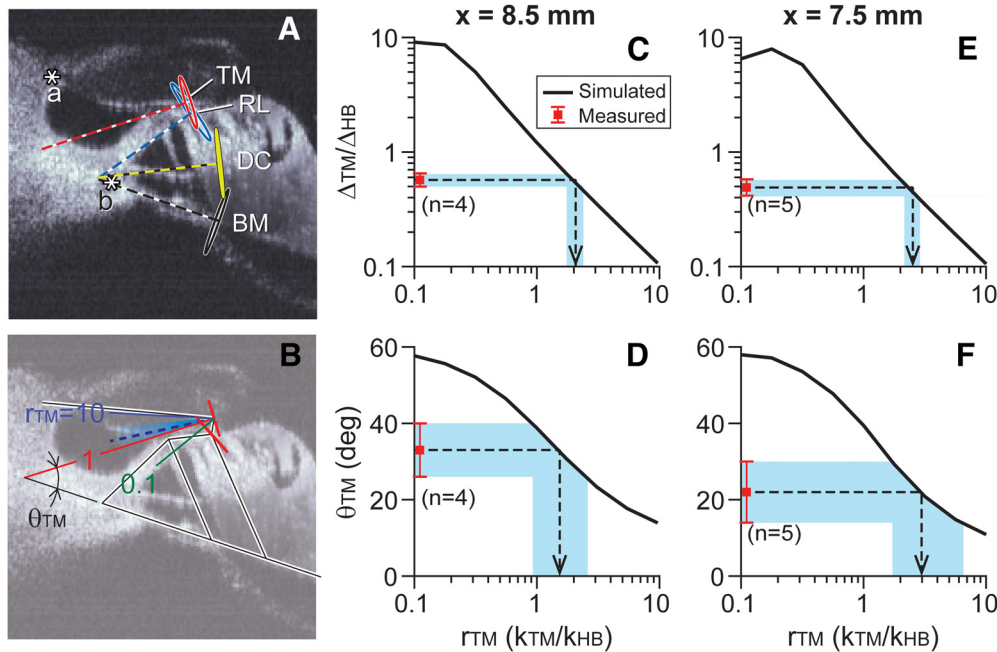 x = 8.5 mm
x = 7.5 mm
A
*
a
TM
RL
DC
*
b
BM
B
rTM=10
1
0.1
θTM
C
ΔTM/ΔHB
10
1
0.1
Simulated
Measured
(n=4)
0.1
1
10
E
10
1
0.1
(n=5)
0.1
1
10
D
θTM (deg)
60
40
20
0
(n=4)
0.1
1
10
rTM (kTM/kHB)
F
60
40
20
0
(n=5)
0.1
1
10
rTM (kTM/kHB)